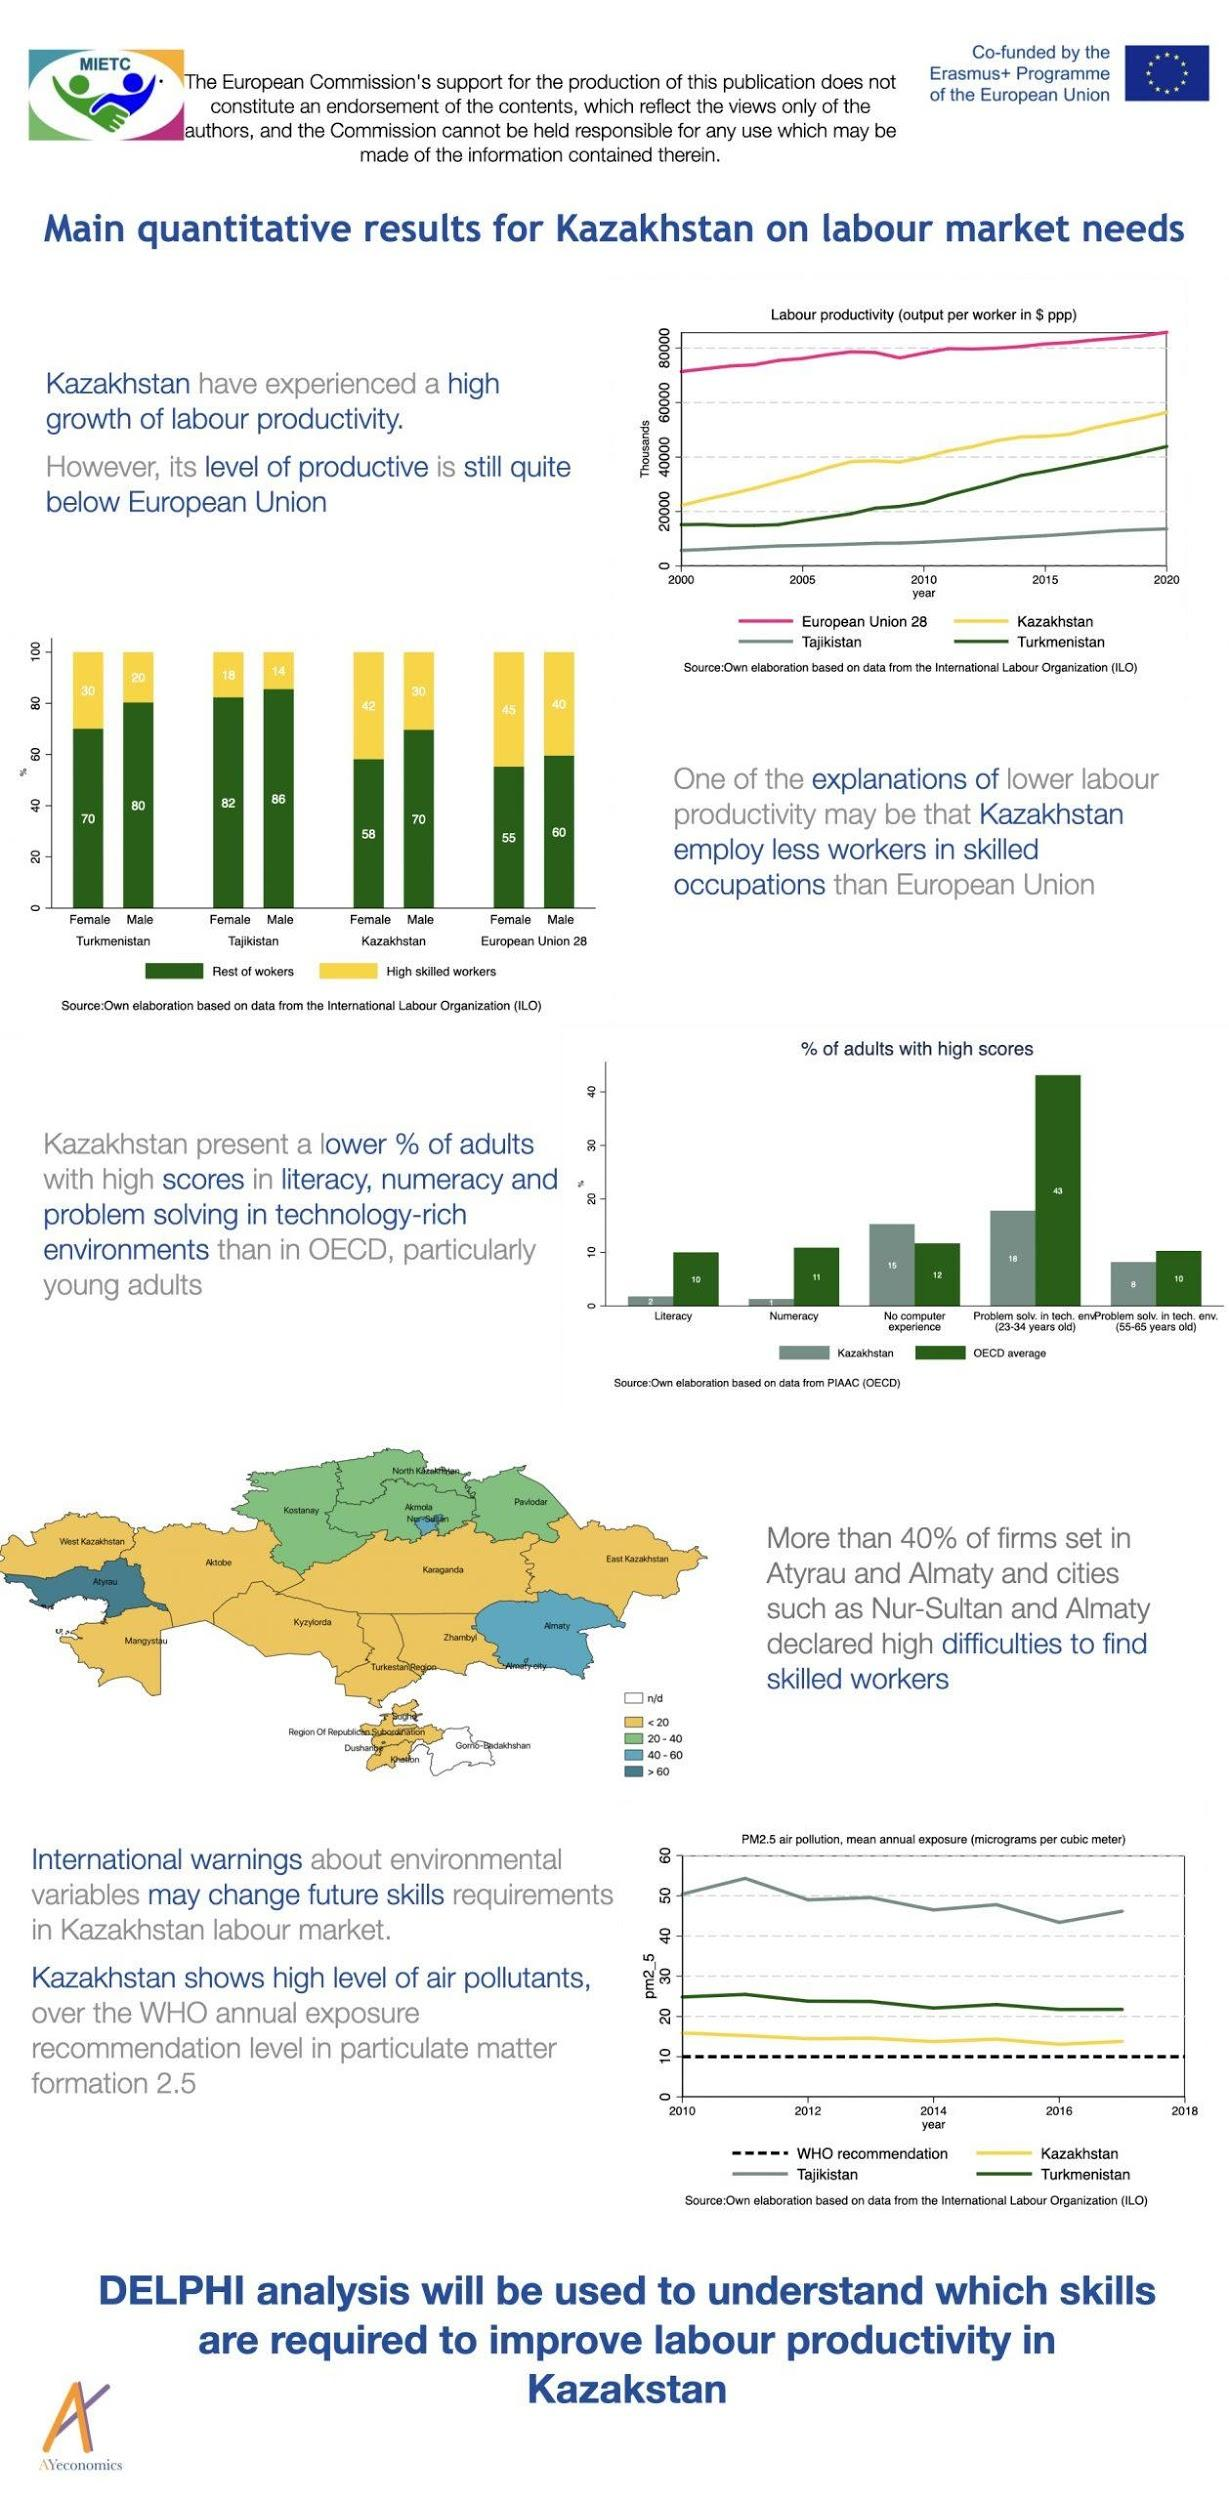 MIETC
The European Commission's support for the production of this publication does not
constitute an endorsement of the contents, which reflect the views only of the
authors, and the Commission cannot be held responsible for any use which may be
made of the information contained therein.
Co-funded by the
Erasmus+ Programme
of the European Union
Main quantitative results for Kazakhstan on labour market needs
Kazakhstan have experienced a high
growth of labour productivity.
However, its level of productive is still quite
below European Union
Labour productivity (output per worker in $ ppp)
Thousands
80000
60000
40000
20000
0
2000 2005 2010 2015 2020
year
European Union 28 Kazakhstan
Tajikistan Turkmenistan
Source:Own elaboration based on data from the International Labour Organization (ILO)
%
100
80
60
40
20
0
30 20 18 14 42 30 45 40
70 80 82 86 58 70 55 60
Female Male Female Male Female Male Female Male
Turkmenistan Tajikistan Kazakhstan European Union 28
Rest of wokers High skilled workers
Source:Own elaboration based on data from the International Labour Organization (ILO)
One of the explanations of lower labour
productivity may be that Kazakhstan
employ less workers in skilled
occupations than European Union
Kazakhstan present a lower % of adults
with high scores in literacy, numeracy and
problem solving in technology-rich
environments than in OECD, particularly
young adults
% of adults with high scores
%
40
30
20
10
0
2 10 1 11 15 12 18 43 8 10
Literacy Numeracy No computer Problem solv. in tech. env. Problem solv. in tech. env.
experience (23-34 years old) (55-65 years old)
Kazakhstan OECD average
Source:Own elaboration based on data from PIAAC (OECD)
North Kazakhstan
Kostanay
Akmola
Pavlodar
Nur-Sultan
West Kazakhstan
Aktobe
Karaganda
East Kazakhstan
Atyrau
Kyzylorda
Almaty
Mangystau
Zhambyl
Turkestan Region
Almaty city
Sughd
Region Of Republican Subordination
Dushanbe
Gorno-Badakhshan
Khatlon
n/d
< 20
20 - 40
40 - 60
> 60
More than 40% of firms set in
Atyrau and Almaty and cities
such as Nur-Sultan and Almaty
declared high difficulties to find
skilled workers
International warnings about environmental
variables may change future skills requirements
in Kazakhstan labour market.
Kazakhstan shows high level of air pollutants,
over the WHO annual exposure
recommendation level in particulate matter
formation 2.5
PM2.5 air pollution, mean annual exposure (micrograms per cubic meter)
pm2_5
60
50
40
30
20
10
0
2010 2012 2014 2016 2018
year
WHO recommendation Kazakhstan
Tajikistan Turkmenistan
Source:Own elaboration based on data from the International Labour Organization (ILO)
DELPHI analysis will be used to understand which skills
are required to improve labour productivity in
Kazakstan
AYeconomics